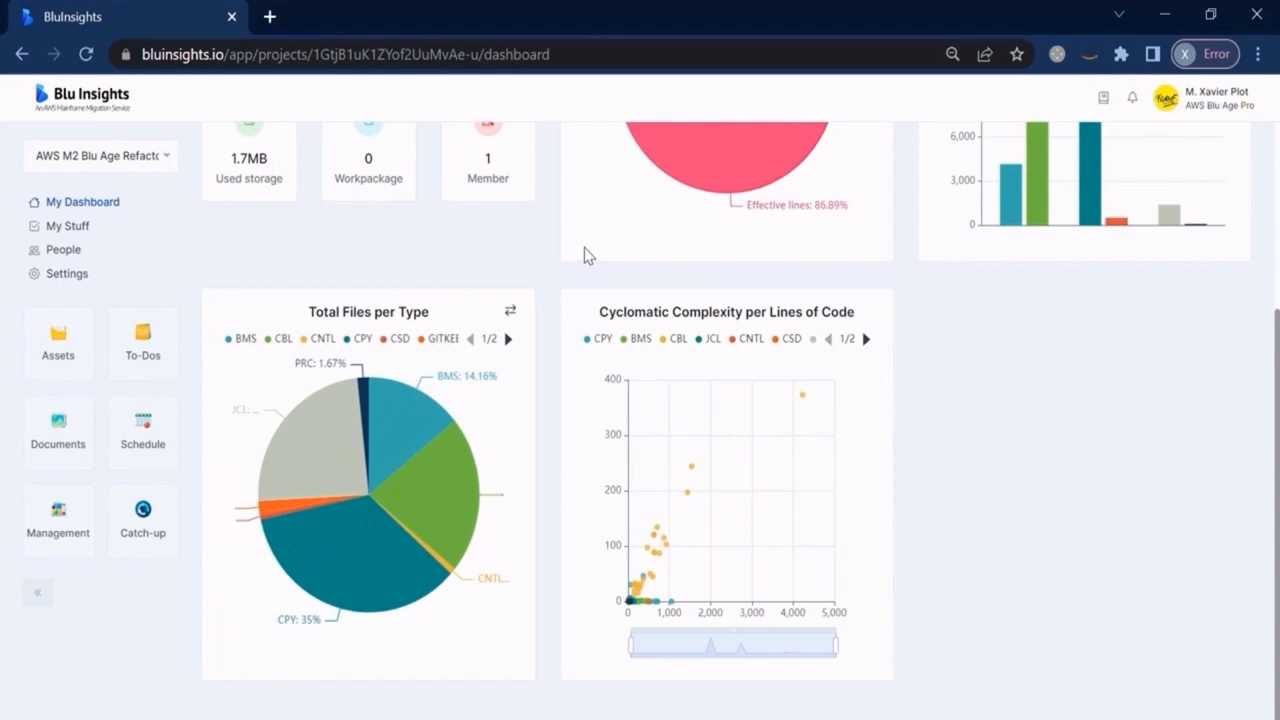 BluInsights
bluinsights.io/app/projects/1GtjB1uK1ZYof2UuMvAe-u/dashboard
X Error
Blu Insights
An AWS Mainframe Migration Service
M. Xavier Plot
AWS Blu Age Pro
AWS M2 Blu Age Refactc
My Dashboard
My Stuff
People
Settings
Assets
To-Dos
Documents
Schedule
Management
Catch-up
«
1.7MB
Used storage
0
Workpackage
1
Member
Effective lines: 86.89%
6,000
3,000
0
Total Files per Type
BMS CBL CNTL CPY CSD GITKEE 1/2
PRC: 1.67%
BMS: 14.16%
JCL: ...
CNTL...
CPY: 35%
Cyclomatic Complexity per Lines of Code
CPY BMS CBL JCL CNTL CSD 1/2
400
300
200
100
0
0 1,000 2,000 3,000 4,000 5,000